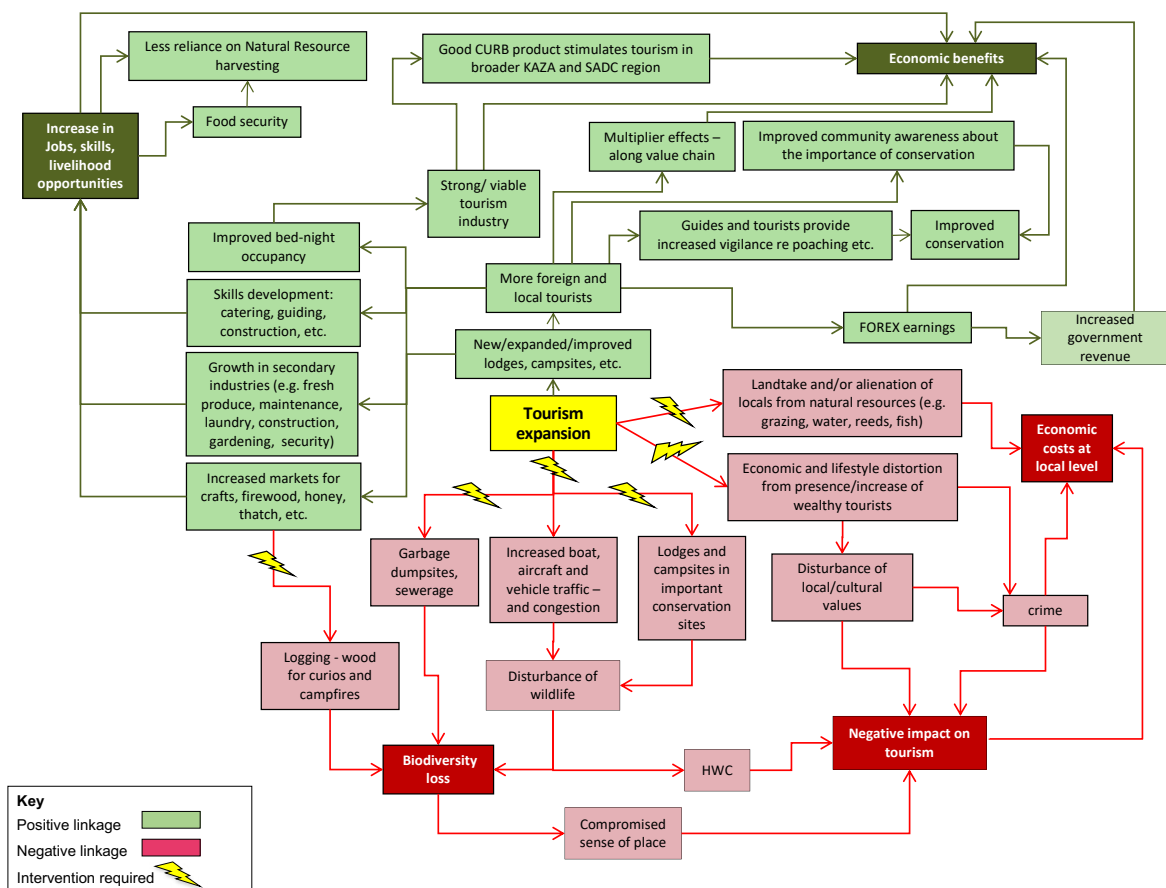 Less reliance on Natural Resource
harvesting
Good CURB product stimulates tourism in
broader KAZA and SADC region
Economic benefits
Increase in
Jobs, skills,
livelihood
opportunities
Food security
Multiplier effects –
along value chain
Improved community awareness about
the importance of conservation
Strong/ viable
tourism
industry
Improved bed-night
occupancy
Guides and tourists provide
increased vigilance re poaching etc.
Improved
conservation
More foreign and
local tourists
Skills development:
catering, guiding,
construction, etc.
FOREX earnings
Increased
government
revenue
New/expanded/improved
lodges, campsites, etc.
Growth in secondary
industries (e.g. fresh
produce, maintenance,
laundry, construction,
gardening, security)
Tourism
expansion
Landtake and/or alienation of
locals from natural resources (e.g.
grazing, water, reeds, fish)
Economic
costs at
local level
Economic and lifestyle distortion
from presence/increase of
wealthy tourists
Increased markets for
crafts, firewood, honey,
thatch, etc.
Garbage
dumpsites,
sewerage
Increased boat,
aircraft and
vehicle traffic –
and congestion
Lodges and
campsites in
important
conservation
sites
Disturbance of
local/cultural
values
crime
Logging - wood
for curios and
campfires
Disturbance of
wildlife
Biodiversity
loss
HWC
Negative impact on
tourism
Compromised
sense of place
Key
Positive linkage
Negative linkage
Intervention required